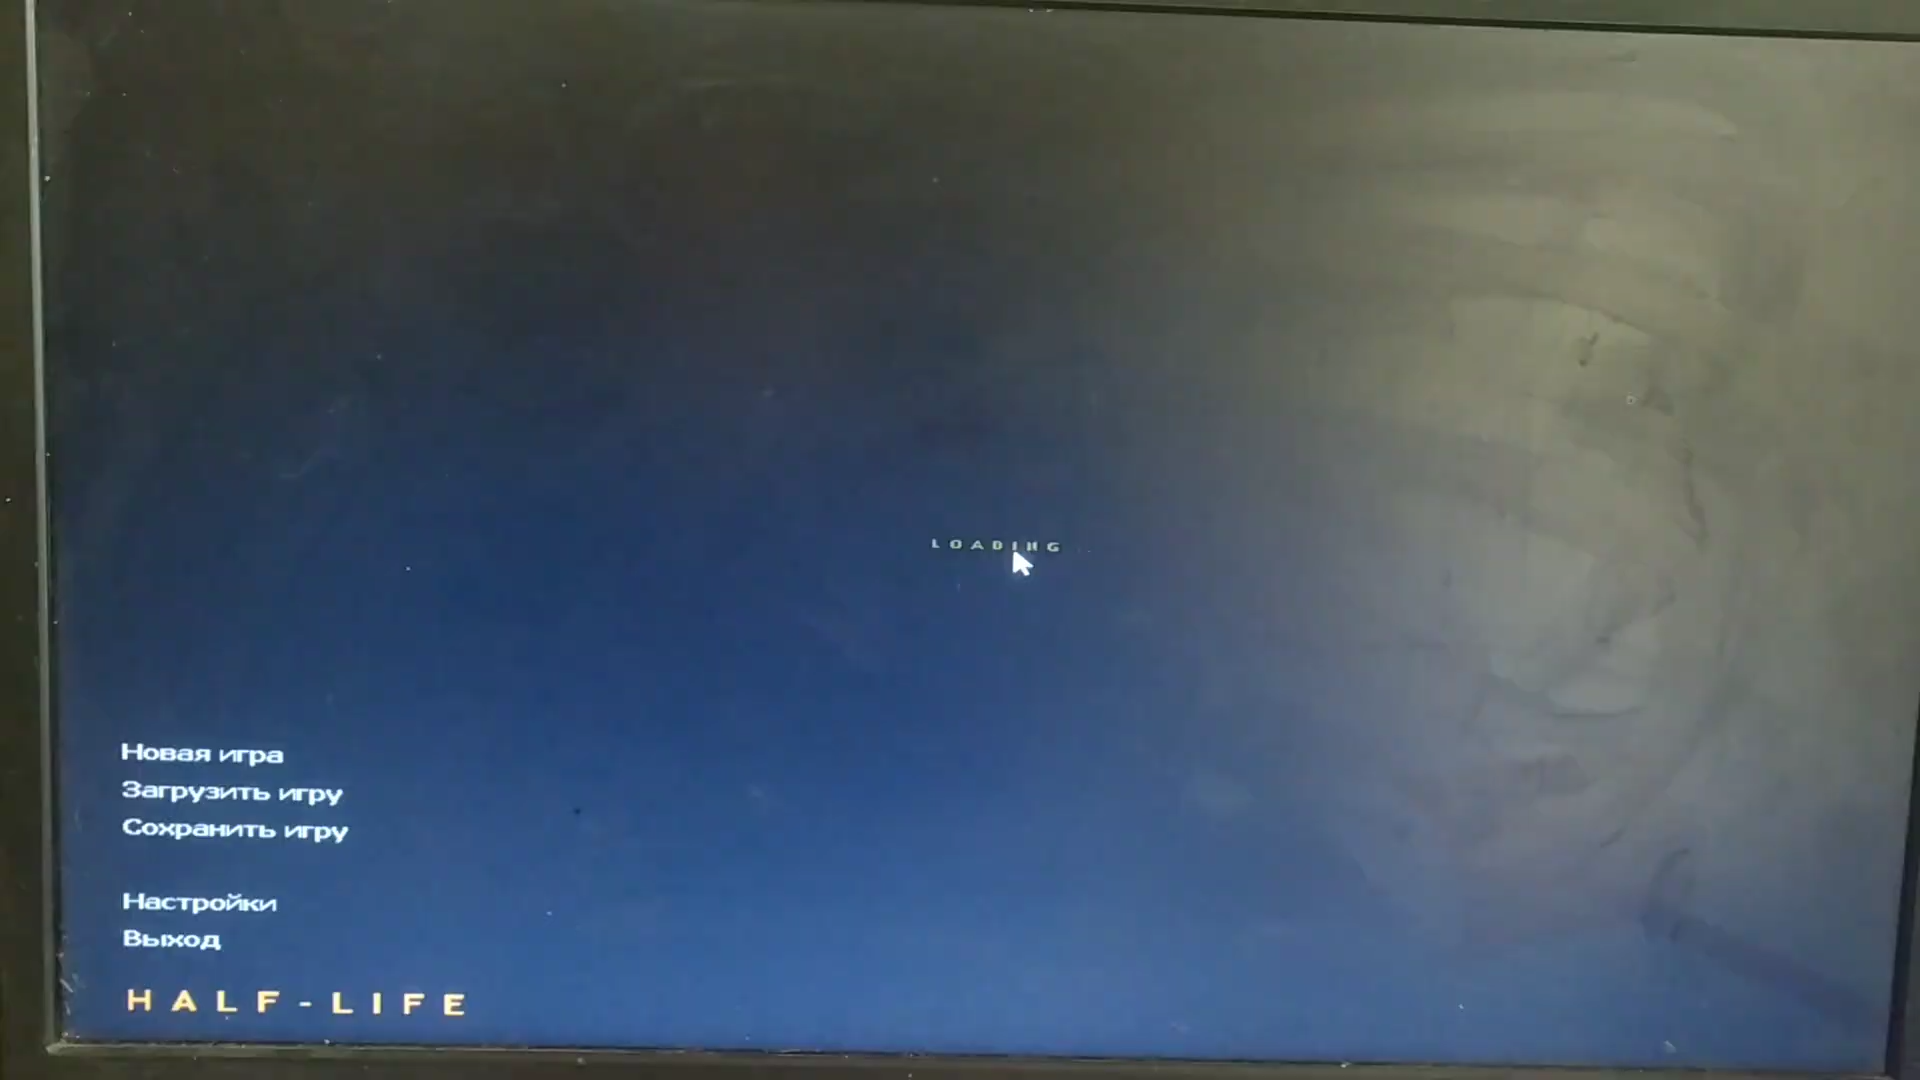 LOADING
Новая игра
Загрузить игру
Сохранить игру
Настройки
Выход
HALF-LIFE